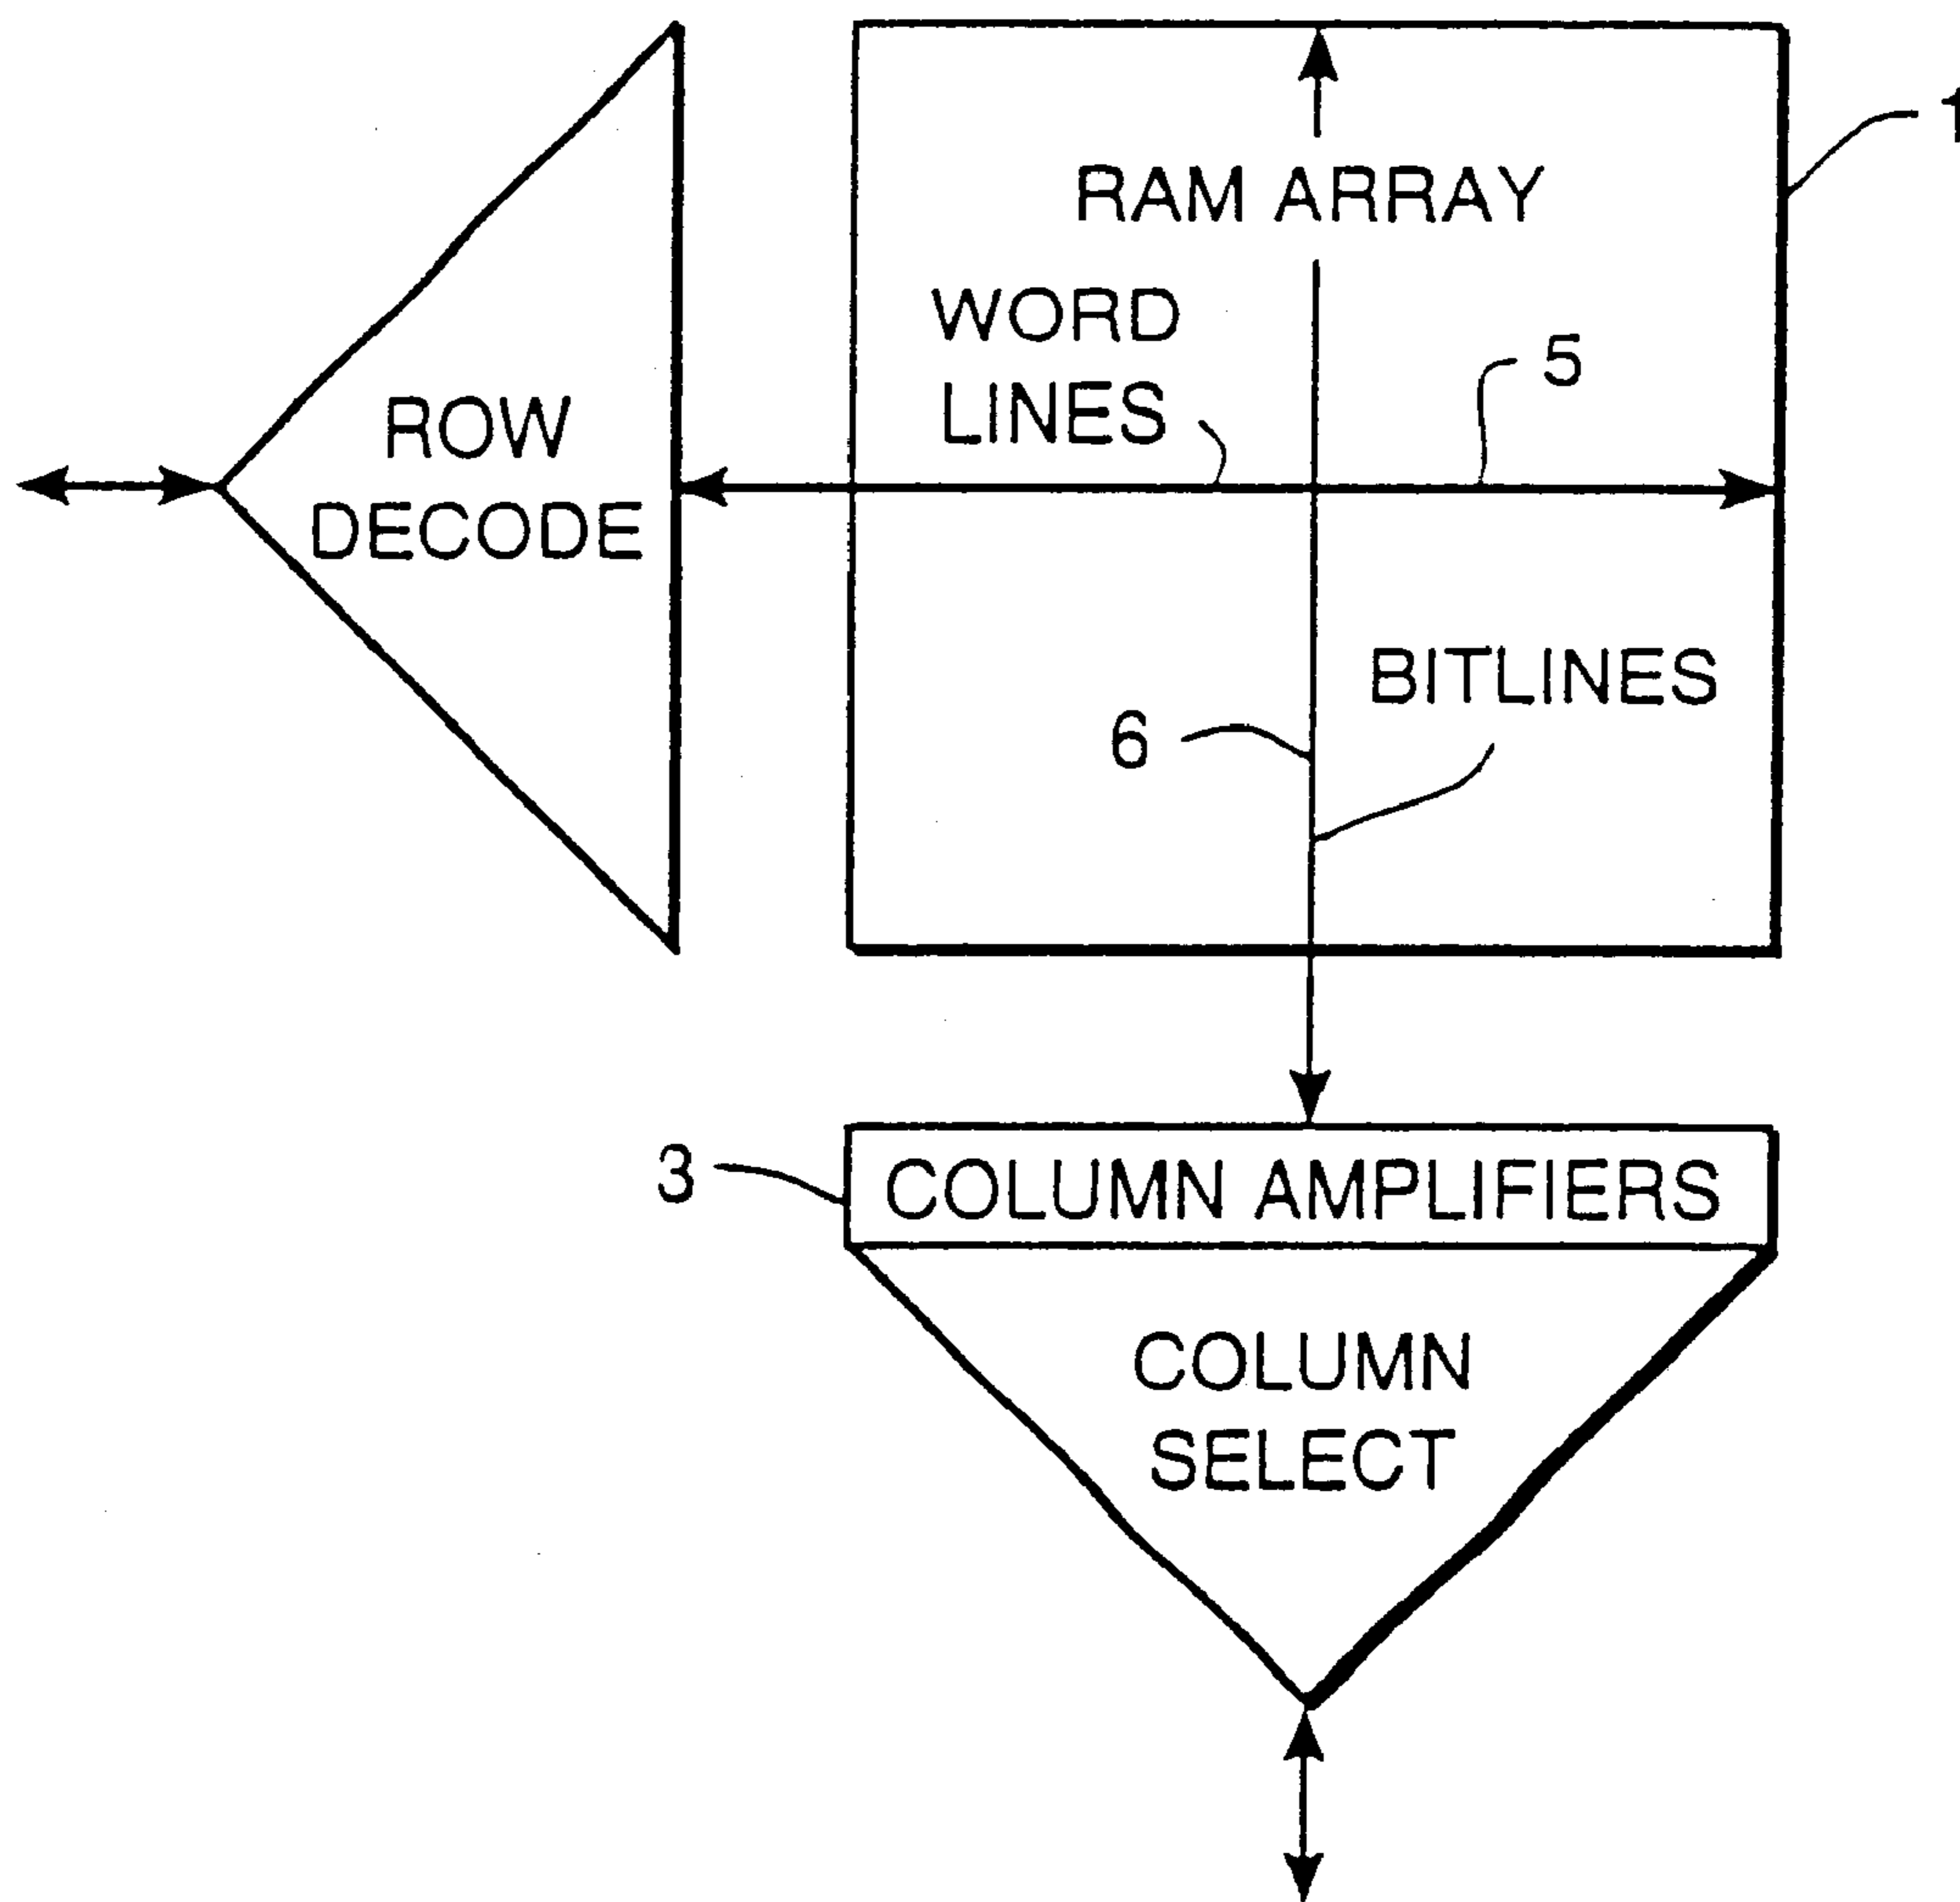 1
RAM ARRAY
WORD
LINES
5
ROW
DECODE
BITLINES
6
3
COLUMN AMPLIFIERS
COLUMN
SELECT